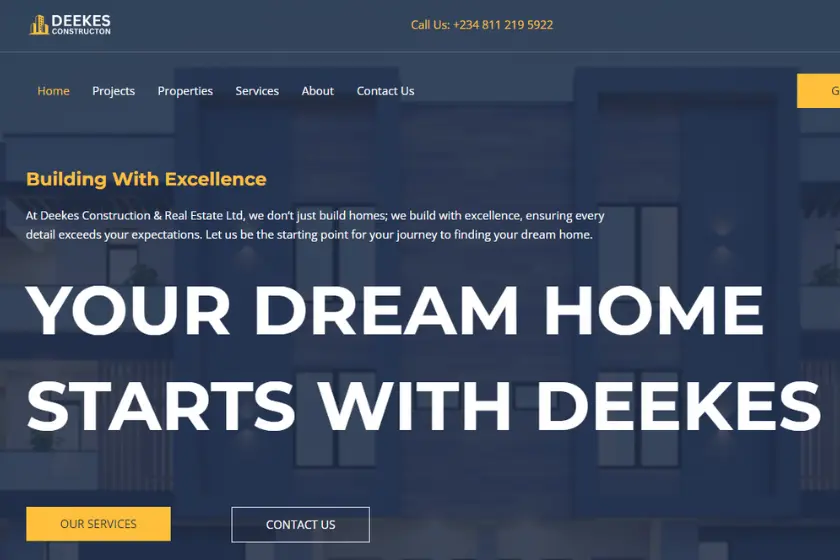 DEEKES
CONSTRUCTON
Call Us: +234 811 219 5922
Home Projects Properties Services About Contact Us
G
Building With Excellence
At Deekes Construction & Real Estate Ltd, we don't just build homes; we build with excellence, ensuring every
detail exceeds your expectations. Let us be the starting point for your journey to finding your dream home.
YOUR DREAM HOME
STARTS WITH DEEKES
OUR SERVICES CONTACT US